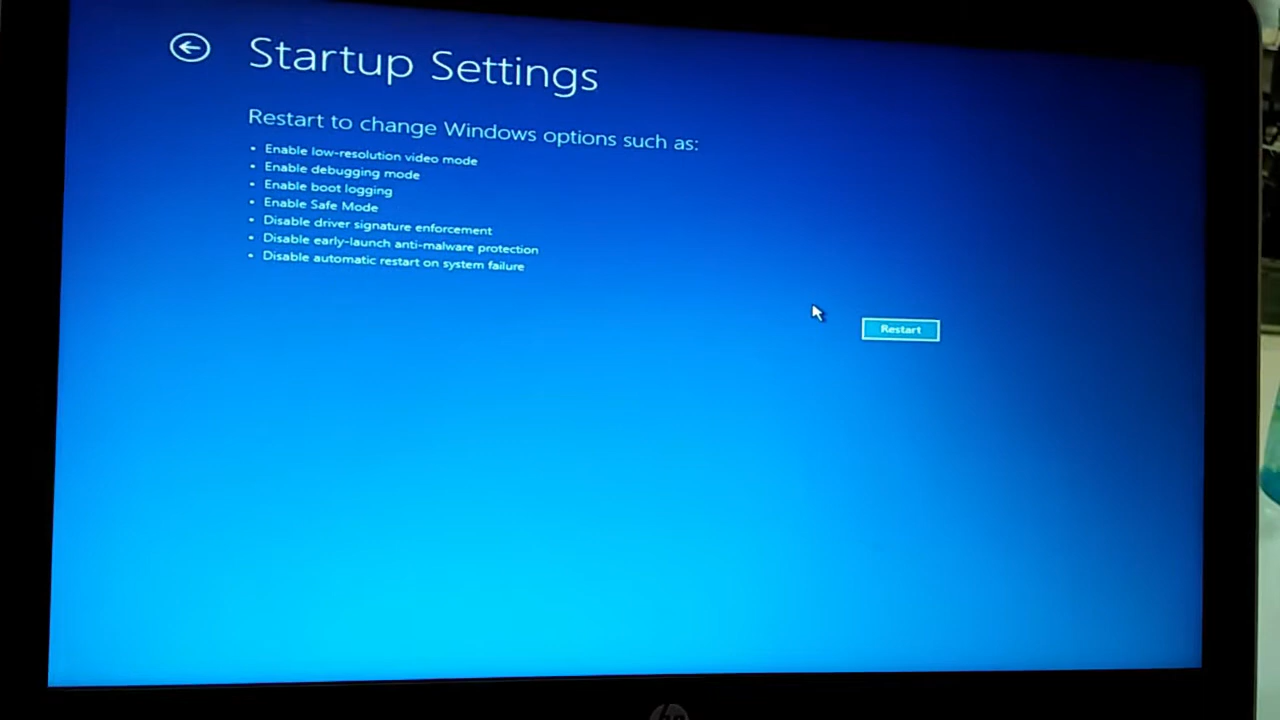 Startup Settings
Restart to change Windows options such as:
• Enable low-resolution video mode
• Enable debugging mode
• Enable boot logging
• Enable Safe Mode
• Disable driver signature enforcement
• Disable early-launch anti-malware protection
• Disable automatic restart on system failure
Restart
hp